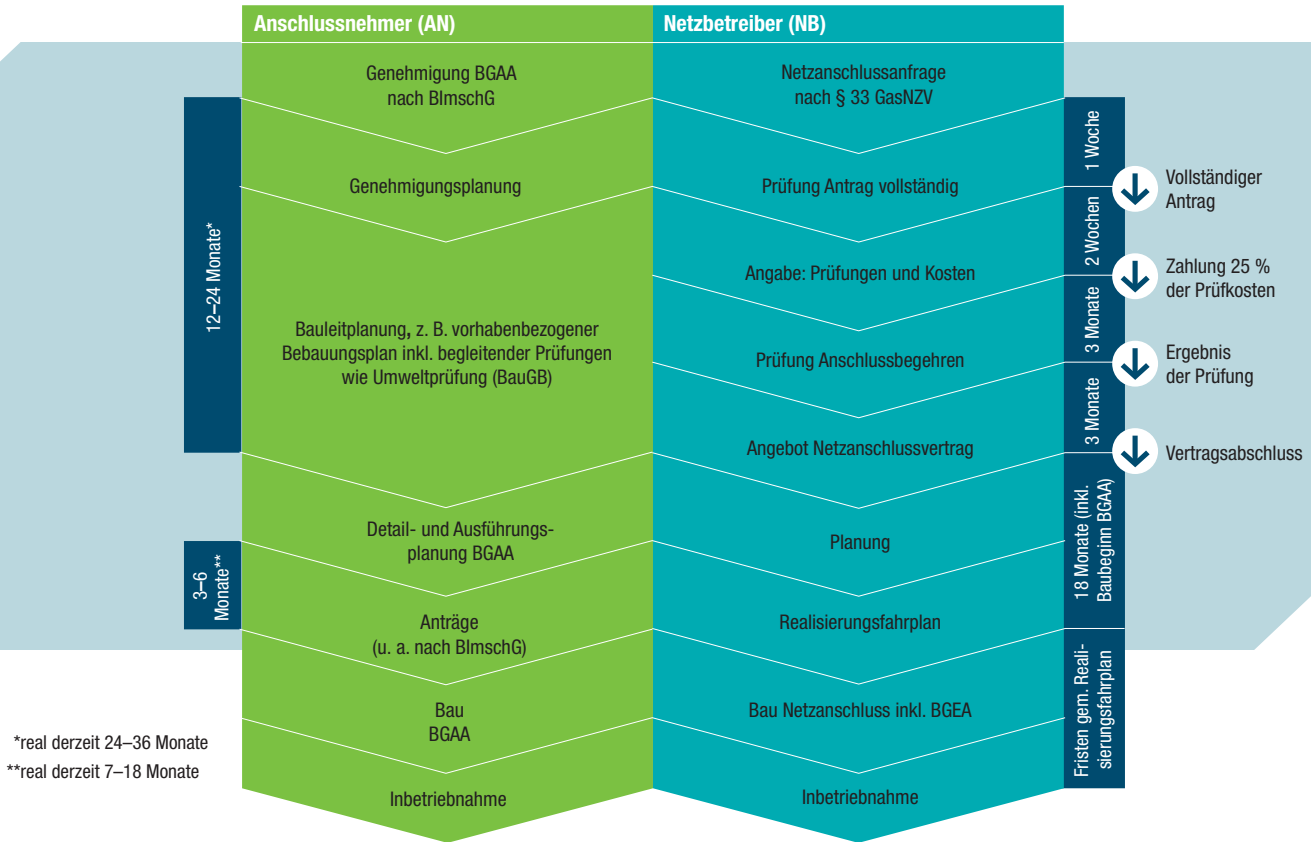 Anschlussnehmer (AN)
Netzbetreiber (NB)
Genehmigung BGAA
nach BImschG
Netzanschlussanfrage
nach § 33 GasNZV
Genehmigungsplanung
Prüfung Antrag vollständig
Angabe: Prüfungen und Kosten
Bauleitplanung, z. B. vorhabenbezogener
Bebauungsplan inkl. begleitender Prüfungen
wie Umweltprüfung (BauGB)
Prüfung Anschlussbegehren
Angebot Netzanschlussvertrag
Detail- und Ausführungs-
planung BGAA
Planung
Anträge
(u. a. nach BImschG)
Realisierungsfahrplan
Bau
BGAA
Bau Netzanschluss inkl. BGEA
Inbetriebnahme
Inbetriebnahme
12–24 Monate*
3–6
Monate**
1 Woche
2 Wochen
3 Monate
3 Monate
18 Monate (inkl.
Baubeginn BGAA)
Fristen gem. Reali-
sierungsfahrplan
Vollständiger
Antrag
Zahlung 25 %
der Prüfkosten
Ergebnis
der Prüfung
Vertragsabschluss
*real derzeit 24–36 Monate
**real derzeit 7–18 Monate